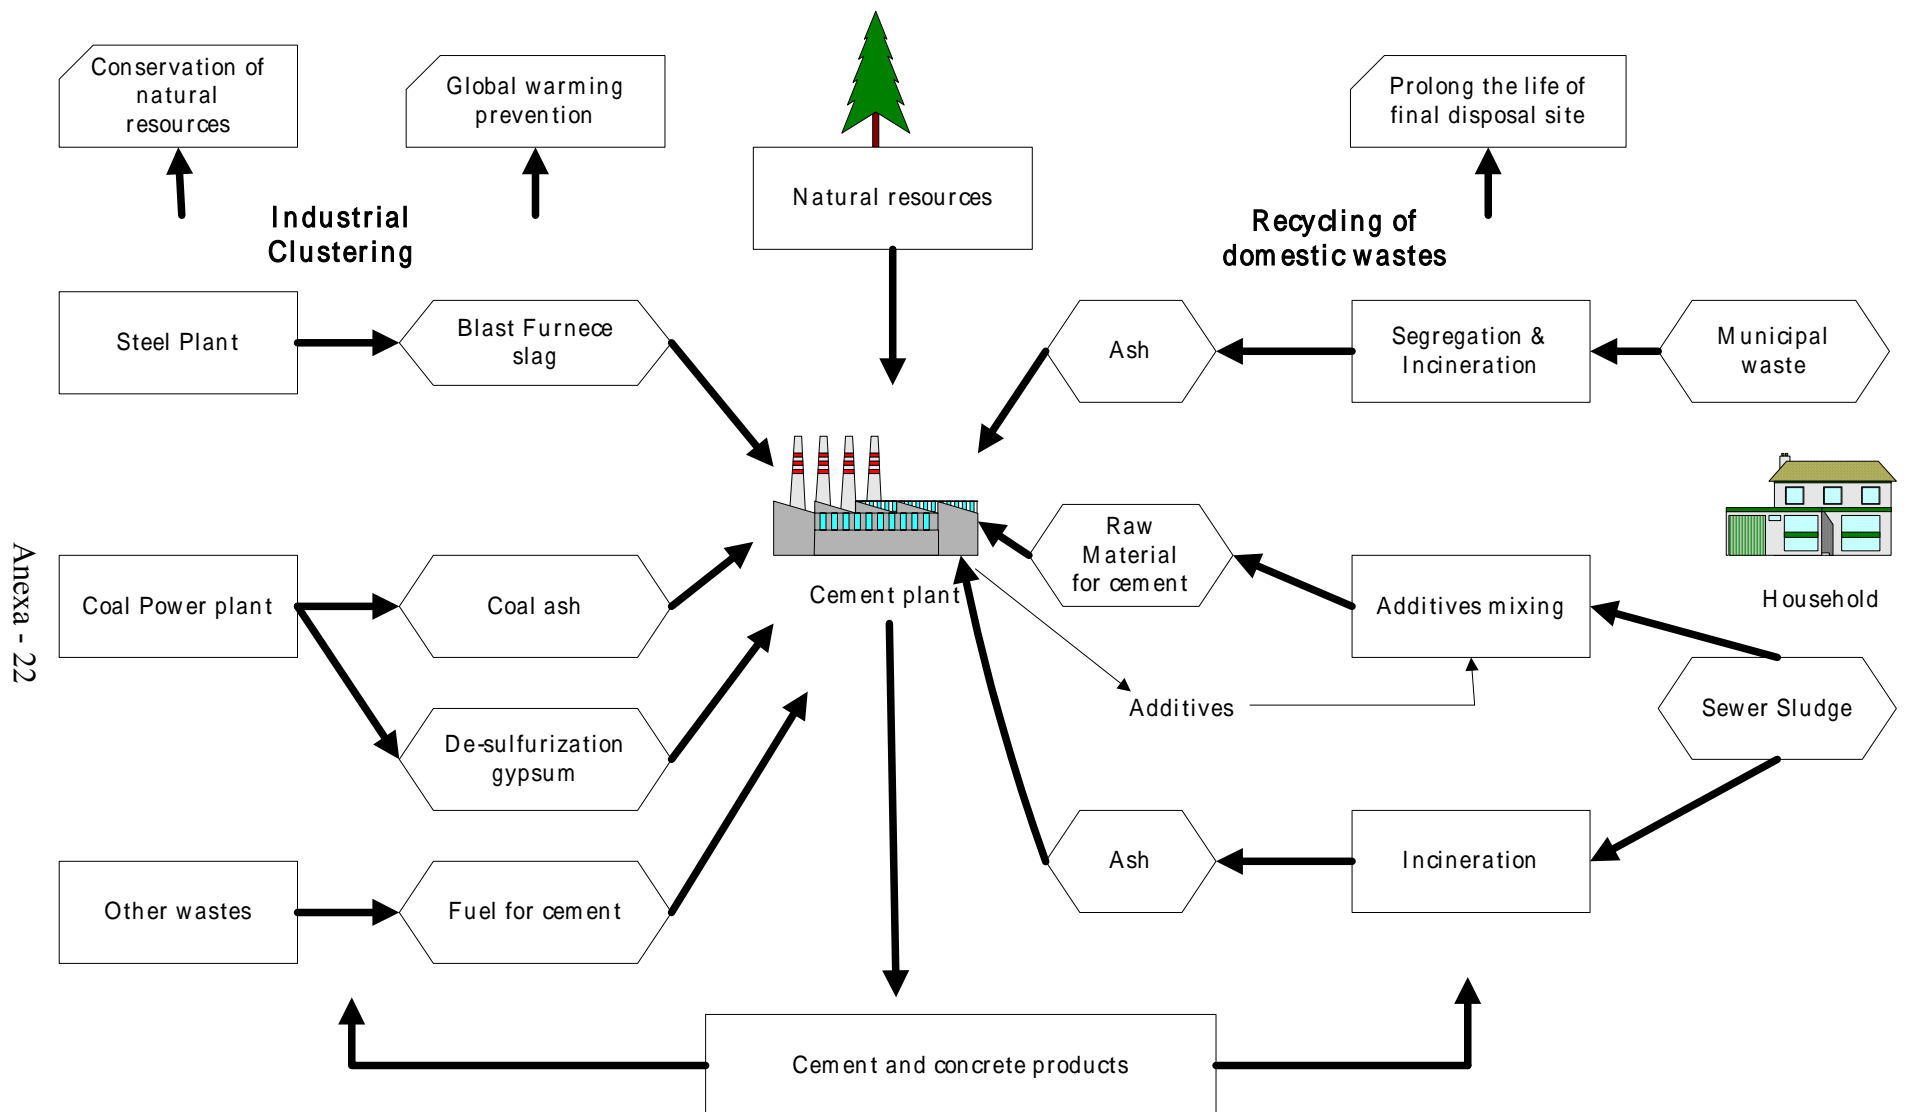 Conservation of
natural
resources
Global warming
prevention
Prolong the life of
final disposal site
Natural resources
Industrial
Clustering
Recycling of
domestic wastes
Steel Plant
Blast Furnece
slag
Ash
Segregation &
Incineration
Municipal
waste
Raw
Material
for cement
Coal Power plant
Coal ash
Cement plant
Additives mixing
Household
Additives
Sewer Sludge
De-sulfurization
gypsum
Ash
Incineration
Other wastes
Fuel for cement
Cement and concrete products
Anexa - 22